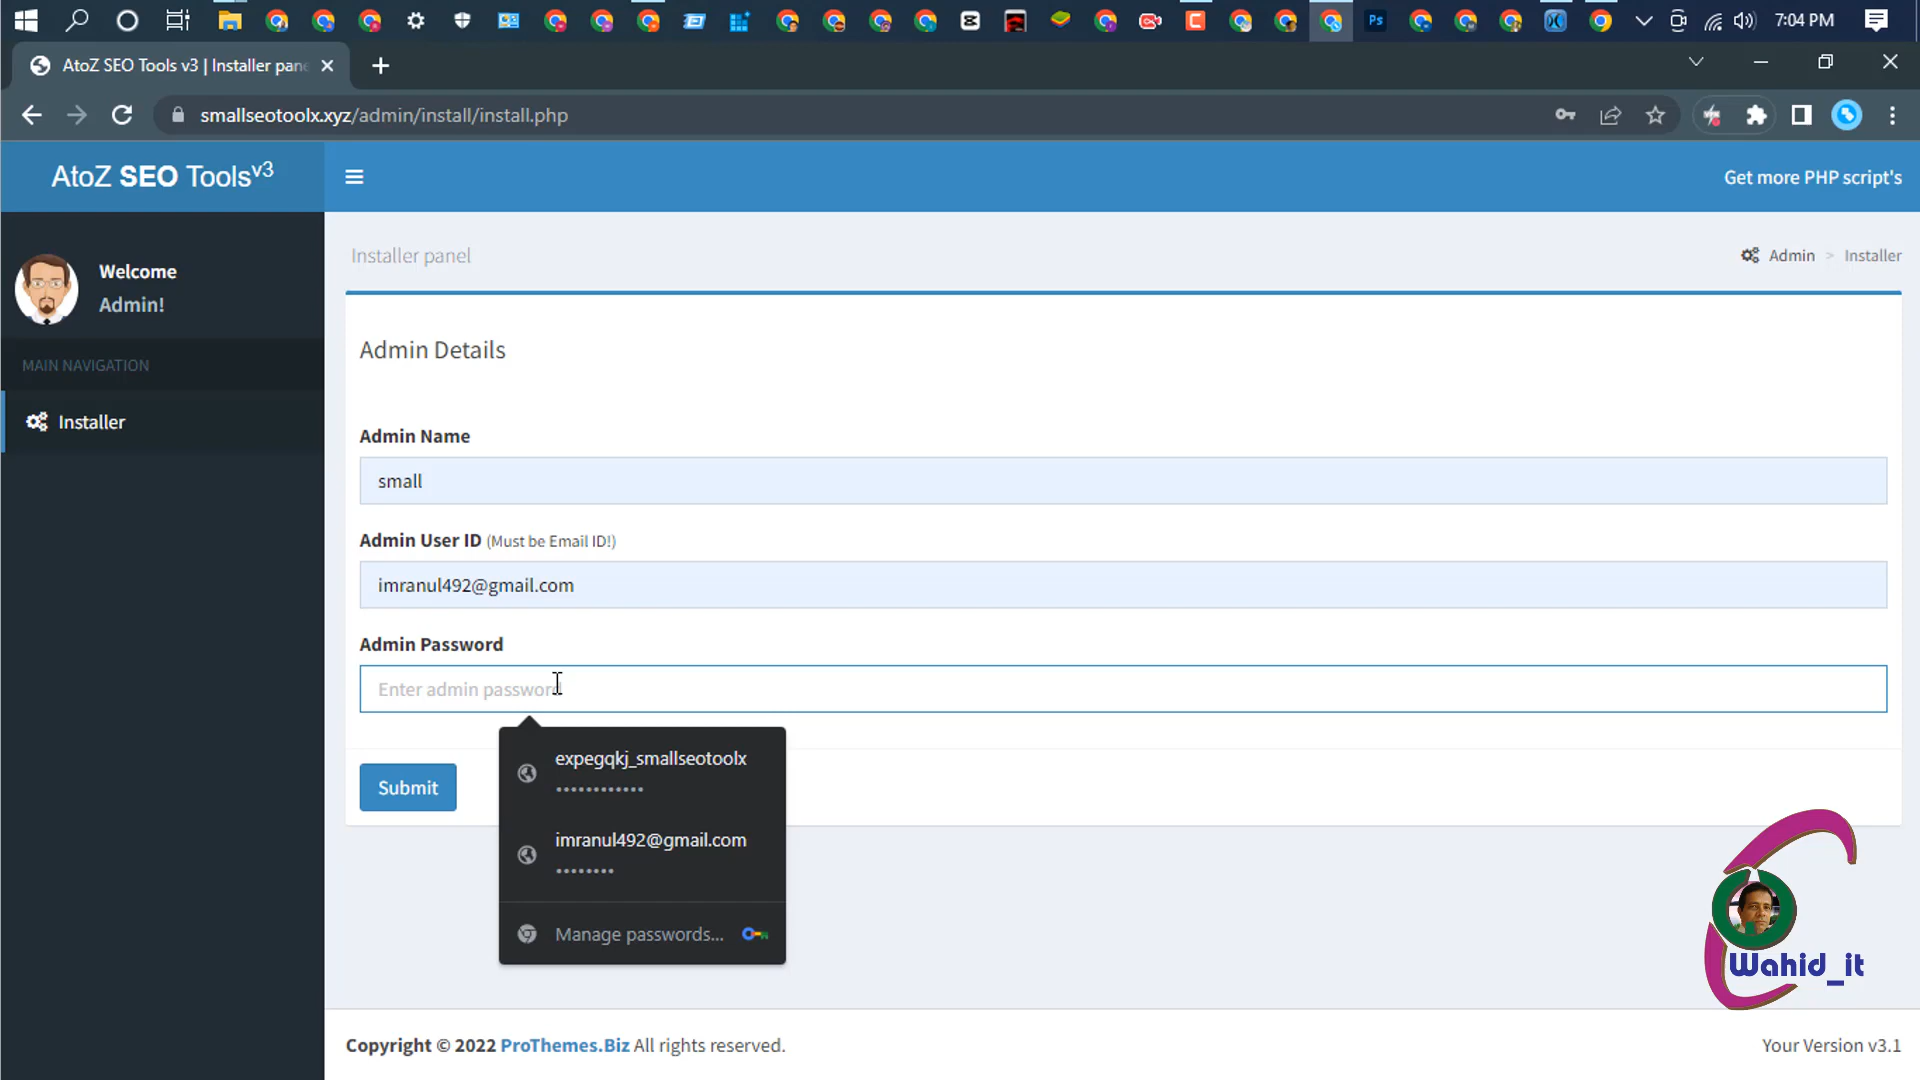 7:04 PM
Ps
AtoZ SEO Tools v3 | Installer pane
smallseotoolx.xyz/admin/install/install.php
AtoZ SEO Tools v3
Get more PHP script's
Welcome
Admin!
MAIN NAVIGATION
Installer
Installer panel
Admin > Installer
Admin Details
Admin Name
small
Admin User ID (Must be Email ID!)
imranul492@gmail.com
Admin Password
Enter admin password
expegqkj_smallseotoolx
imranul492@gmail.com
Manage passwords...
Submit
Wahid_it
Copyright © 2022 ProThemes.Biz All rights reserved.
Your Version v3.1